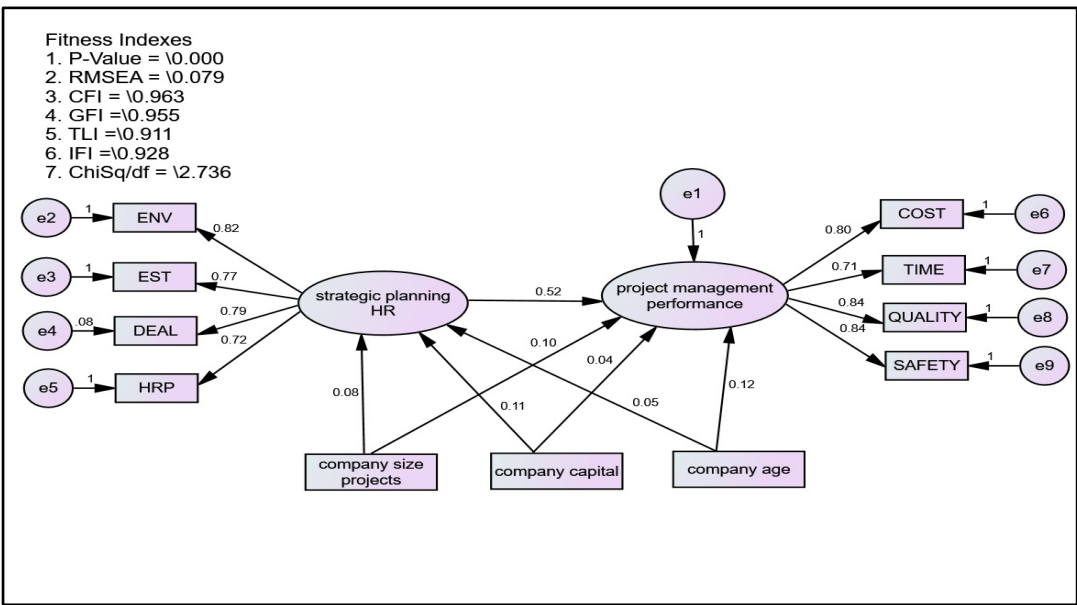 Fitness Indexes
1. P-Value = \0.000
2. RMSEA = \0.079
3. CFI = \0.963
4. GFI =\0.955
5. TLI =\0.911
6. IFI =\0.928
7. ChiSq/df = \2.736
e1
1
e2
1
ENV
0.82
e3
1
EST
0.77
e4
.08
DEAL
0.79
e5
1
HRP
0.72
strategic planning
HR
0.52
project management
performance
0.80
COST
1
e6
0.71
TIME
1
e7
0.84
QUALITY
1
e8
0.84
SAFETY
1
e9
0.10
0.04
0.08
0.11
0.05
0.12
company size
projects
company capital
company age